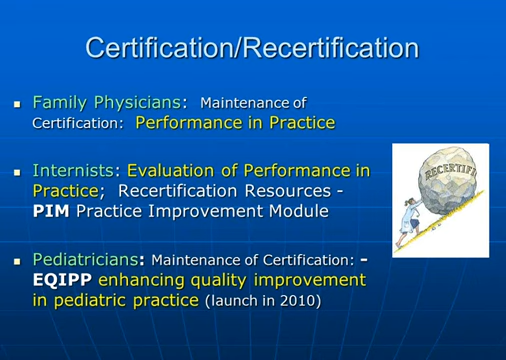 Certification/Recertification
Family Physicians: Maintenance of
Certification: Performance in Practice
Internists: Evaluation of Performance in
Practice; Recertification Resources -
PIM Practice Improvement Module
RECERTIFI
Pediatricians: Maintenance of Certification: -
EQIPP enhancing quality improvement
in pediatric practice (launch in 2010)